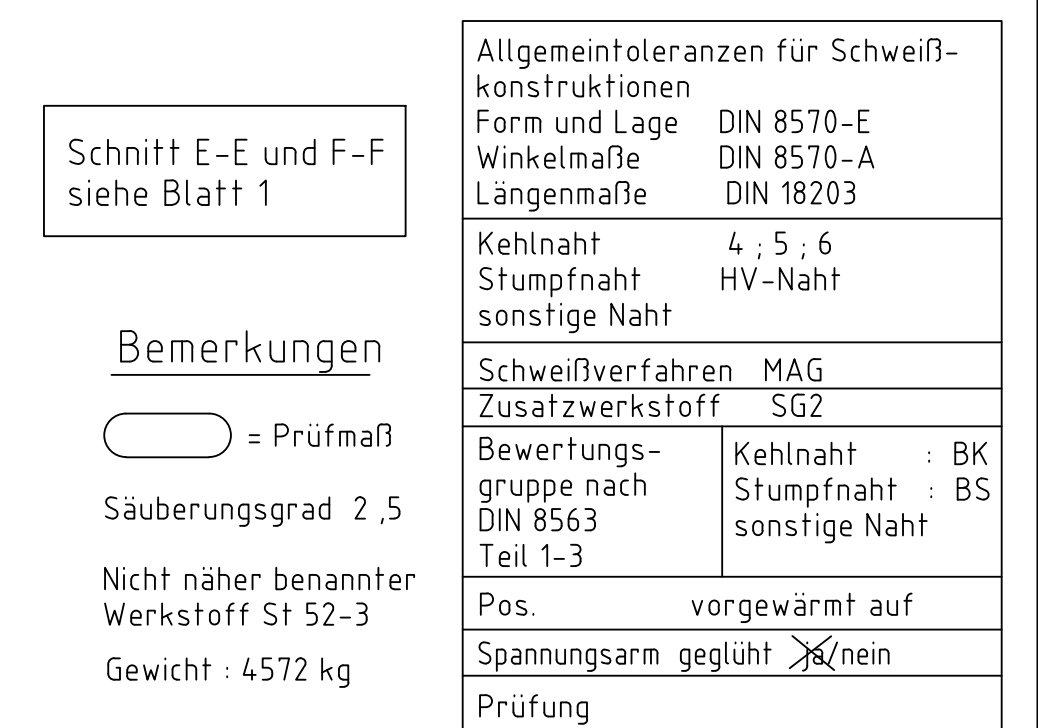 Schnitt E-E und F-F
siehe Blatt 1
Bemerkungen
= Prüfmaß
Säuberungsgrad 2,5
Nicht näher benannter
Werkstoff St 52-3
Gewicht : 4572 kg
Allgemeintoleranzen für Schweiß-
konstruktionen
Form und Lage DIN 8570-E
Winkelmaße DIN 8570-A
Längenmaße DIN 18203
Kehlnaht 4 ; 5 ; 6
Stumpfnaht HV-Naht
sonstige Naht
Schweißverfahren MAG
Zusatzwerkstoff SG2
Bewertungs-
gruppe nach
DIN 8563
Teil 1-3
Kehlnaht : BK
Stumpfnaht : BS
sonstige Naht
Pos. vorgewärmt auf
Spannungsarm geglüht ja/nein
Prüfung